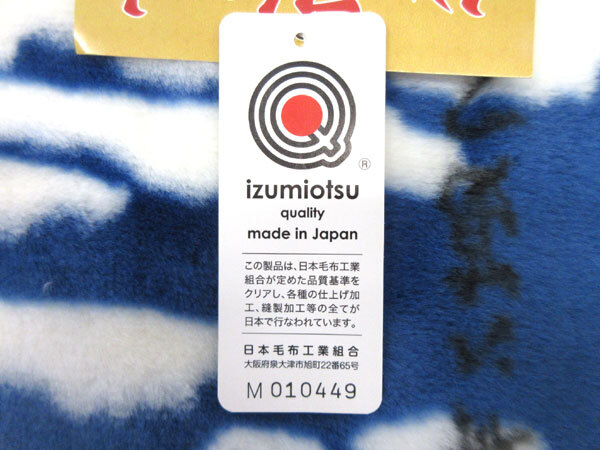 ®
izumiotsu
quality
made in Japan
この製品は、日本毛布工業
組合が定めた品質基準を
クリアし、各種の仕上げ加
工、縫製加工等の全てが
日本で行なわれています。
日本毛布工業組合
大阪府泉大津市旭町22番65号
M 010449